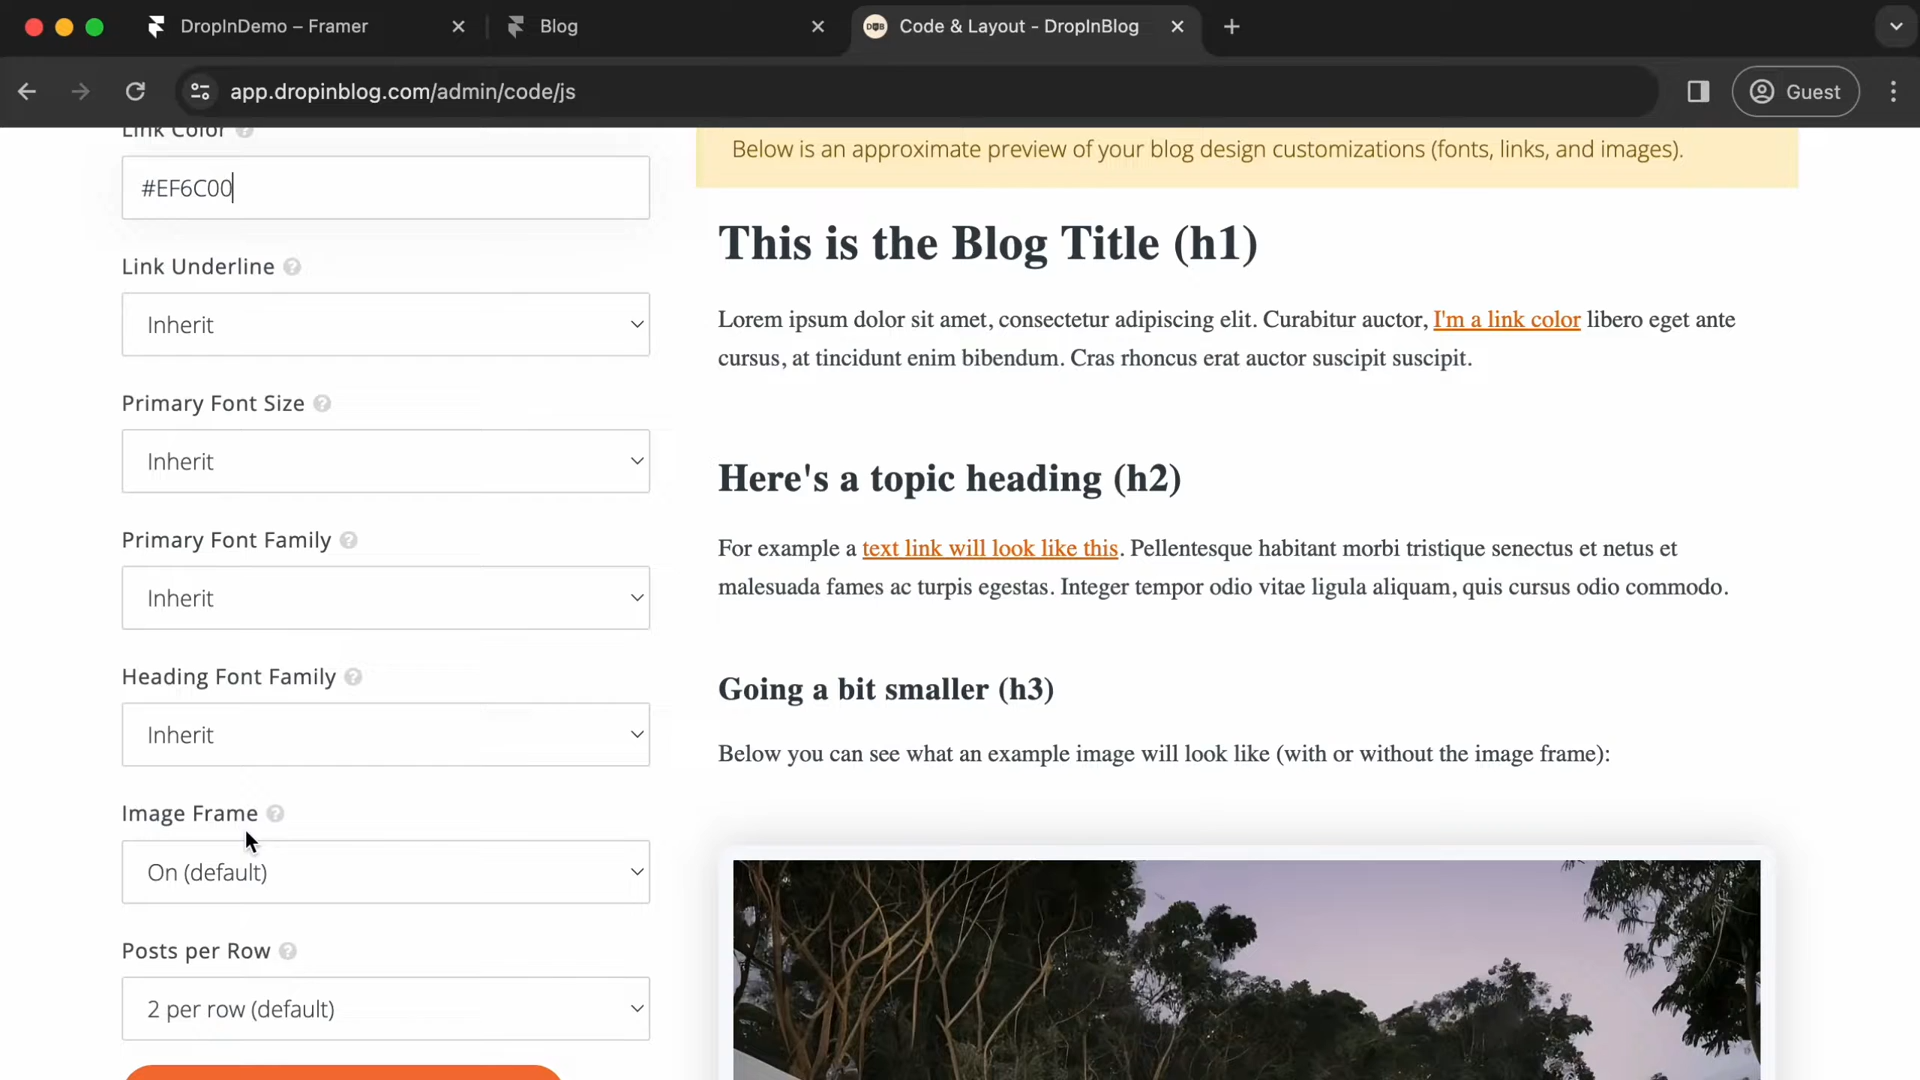 DropInDemo – Framer
Blog
DOB
Code & Layout - DropInBlog
app.dropinblog.com/admin/code/js
Guest
Link Color ?
#EF6C00
Link Underline ?
Inherit
Primary Font Size ?
Inherit
Primary Font Family ?
Inherit
Heading Font Family ?
Inherit
Image Frame ?
On (default)
Posts per Row ?
2 per row (default)
Below is an approximate preview of your blog design customizations (fonts, links, and images).
This is the Blog Title (h1)
Lorem ipsum dolor sit amet, consectetur adipiscing elit. Curabitur auctor, I'm a link color libero eget ante
cursus, at tincidunt enim bibendum. Cras rhoncus erat auctor suscipit suscipit.
Here's a topic heading (h2)
For example a text link will look like this. Pellentesque habitant morbi tristique senectus et netus et
malesuada fames ac turpis egestas. Integer tempor odio vitae ligula aliquam, quis cursus odio commodo.
Going a bit smaller (h3)
Below you can see what an example image will look like (with or without the image frame):